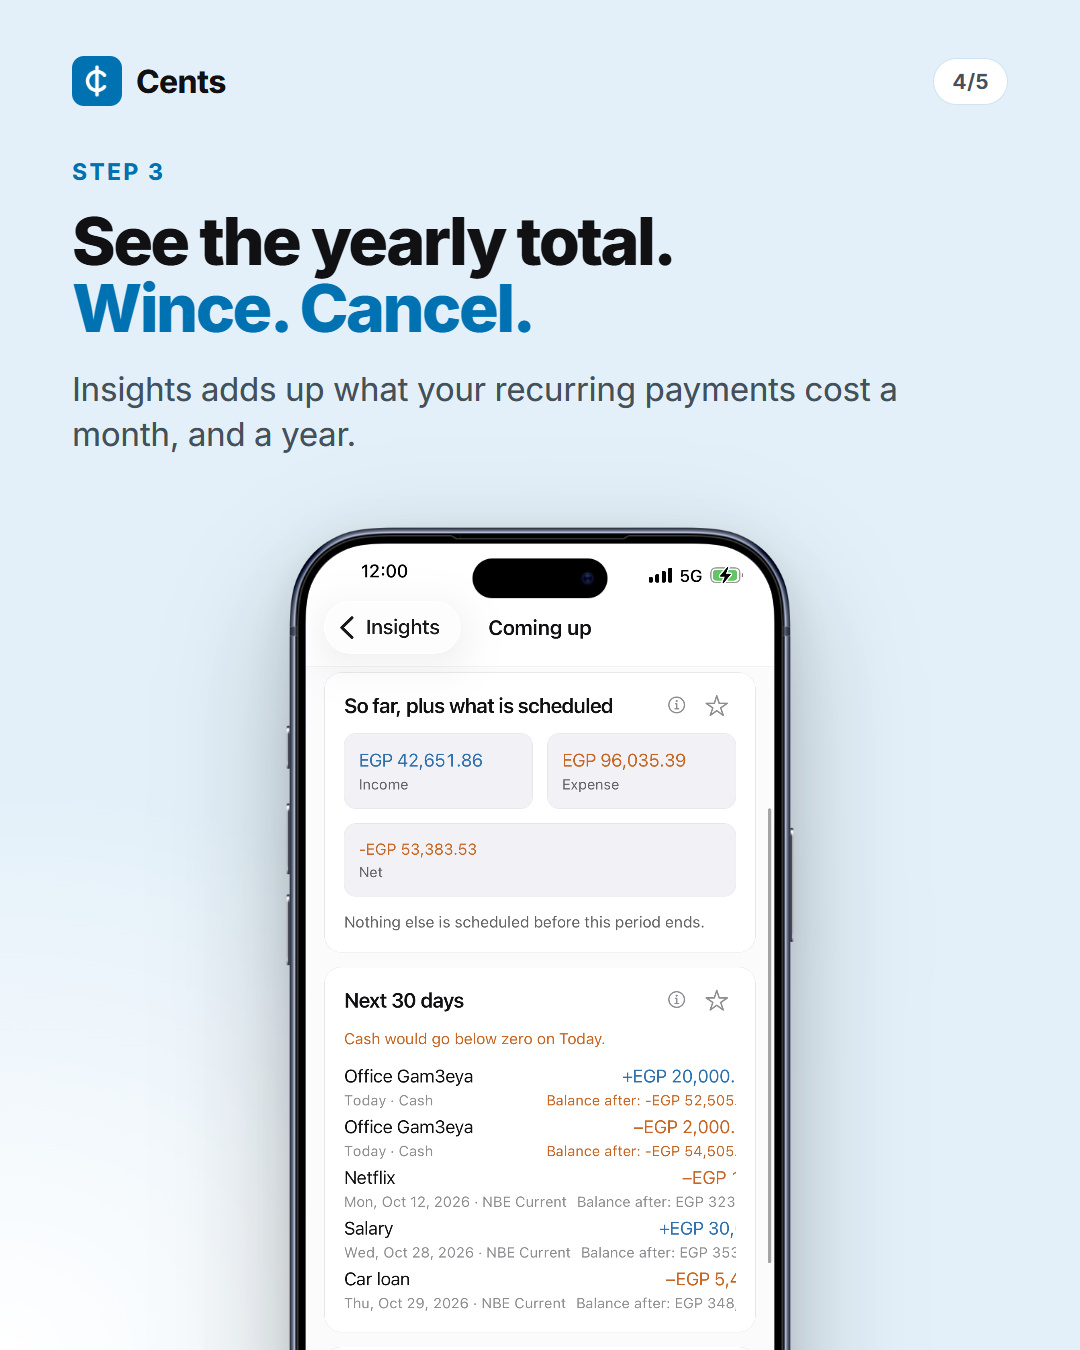 Cents
4/5
STEP 3
See the yearly total.
Wince. Cancel.
Insights adds up what your recurring payments cost a
month, and a year.
12:00
5G
Insights
Coming up
So far, plus what is scheduled
EGP 42,651.86
Income
EGP 96,035.39
Expense
-EGP 53,383.53
Net
Nothing else is scheduled before this period ends.
Next 30 days
Cash would go below zero on Today.
Office Gam3eya +EGP 20,000.
Today · Cash Balance after: -EGP 52,505.
Office Gam3eya –EGP 2,000.
Today · Cash Balance after: -EGP 54,505.
Netflix –EGP
Mon, Oct 12, 2026 · NBE Current Balance after: EGP 323
Salary +EGP 30,
Wed, Oct 28, 2026 · NBE Current Balance after: EGP 353
Car loan –EGP 5,4
Thu, Oct 29, 2026 · NBE Current Balance after: EGP 348,